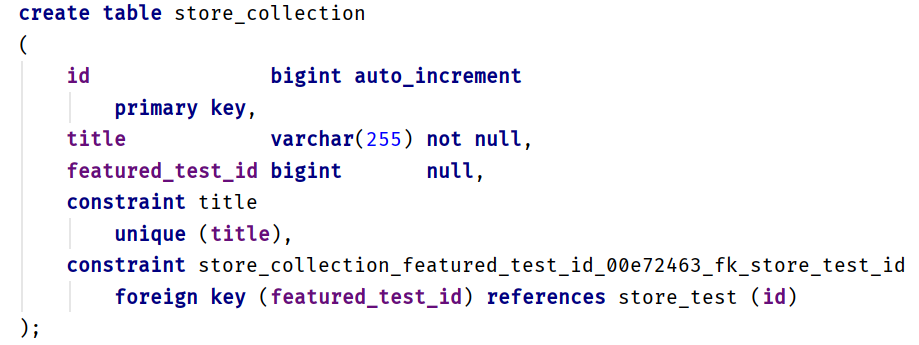 create table store_collection
(
    id               bigint auto_increment
        primary key,
    title            varchar(255) not null,
    featured_test_id bigint       null,
    constraint title
        unique (title),
    constraint store_collection_featured_test_id_00e72463_fk_store_test_id
        foreign key (featured_test_id) references store_test (id)
);